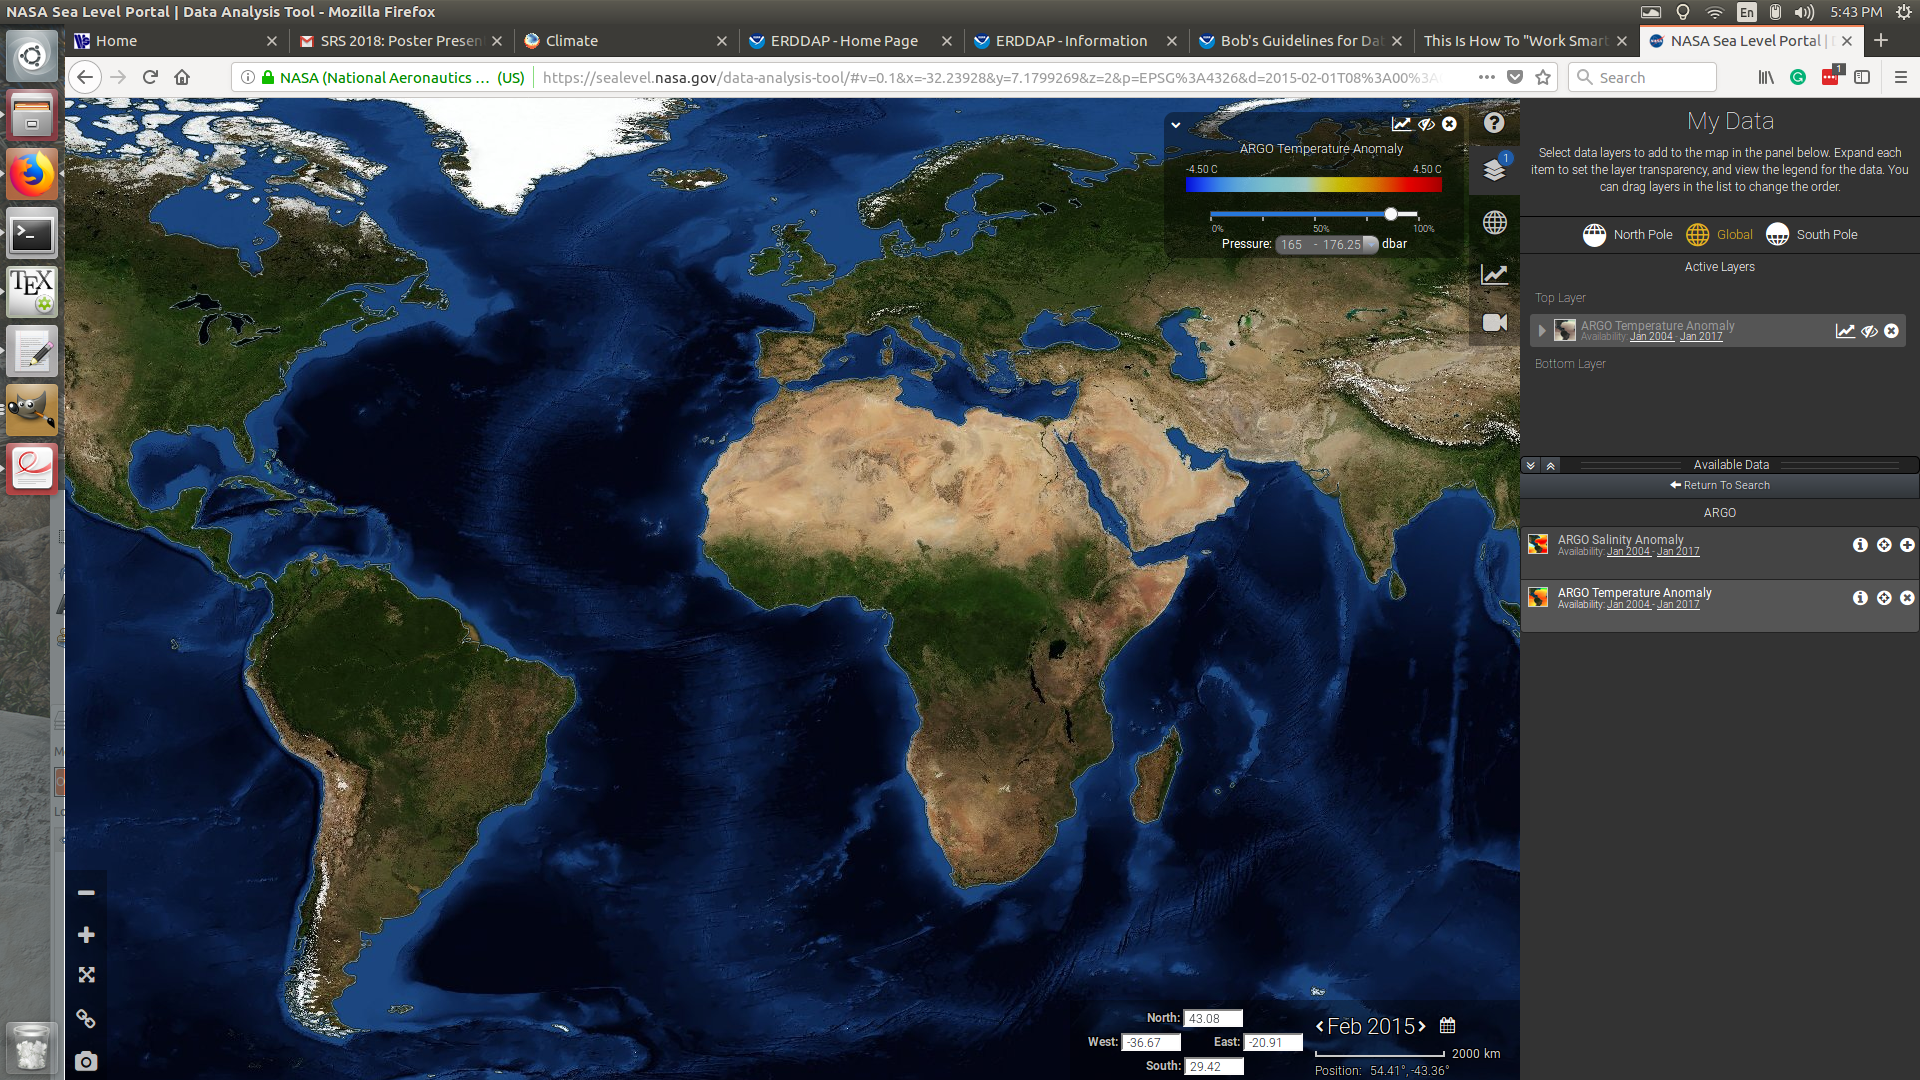 NASA Sea Level Portal | Data Analysis Tool - Mozilla Firefox
En
5:43 PM
Home
SRS 2018: Poster Presen
Climate
ERDDAP - Home Page
ERDDAP - Information
Bob's Guidelines for Da
This Is How To "Work Smart
NASA Sea Level Portal |
NASA (National Aeronautics ... (US)
https://sealevel.nasa.gov/data-analysis-tool/#v=0.1&x=-32.23928&y=7.1799269&z=2&p=EPSG%3A4326&d=2015-02-01T08%3A00%3A
Search
1
ARGO Temperature Anomaly
-4.50 C
4.50 C
0%
50%
100%
Pressure: 165 - 176.25 dbar
1
My Data
Select data layers to add to the map in the panel below. Expand each
item to set the layer transparency, and view the legend for the data. You
can drag layers in the list to change the order.
North Pole
Global
South Pole
Active Layers
Top Layer
ARGO Temperature Anomaly
Availability: Jan 2004 - Jan 2017
Bottom Layer
Available Data
Return To Search
ARGO
ARGO Salinity Anomaly
Availability: Jan 2004 - Jan 2017
ARGO Temperature Anomaly
Availability: Jan 2004 - Jan 2017
TEX
North: 43.08
West: -36.67
East: -20.91
South: 29.42
Feb 2015
2000 km
Position: 54.41°, -43.36°